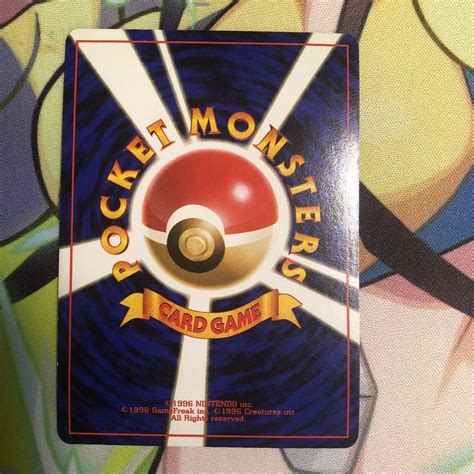 POCKET MONSTERS
CARD GAME
©1996 NINTENDO inc.
©1996 GameFreak inc. ©1996 Creatures inc
All Rights reserved.